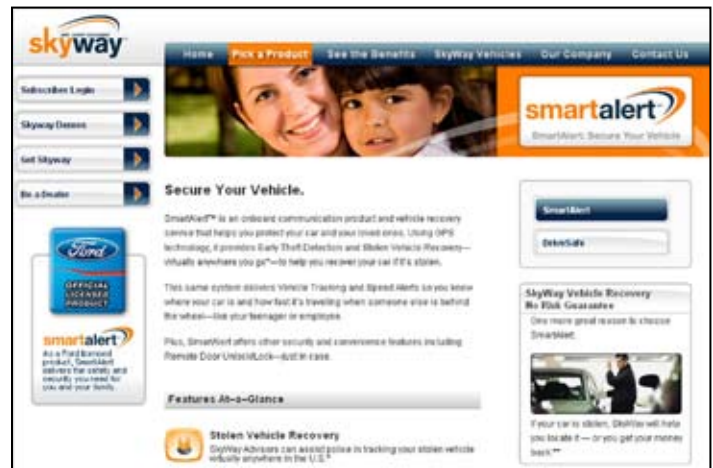 skyway
Home Pick a Product See the Benefits SkyWay Vehicles Our Company Contact Us
Subscriber Login
Skyway Demos
Get Skyway
Be a Dealer
smartalert
SmartAlert: Secure Your Vehicle
Ford
OFFICIAL
LICENSED
PRODUCT
smartalert
As a Ford licensed
product, SmartAlert
delivers the safety and
security you need for
you and your family.
Secure Your Vehicle.
SmartAlert™ is an onboard communication product and vehicle recovery
service that helps you protect your car and your loved ones. Using GPS
technology, it provides Early Theft Detection and Stolen Vehicle Recovery—
virtually anywhere you go*—to help you recover your car if it's stolen.
This same system delivers Vehicle Tracking and Speed Alerts so you know
where your car is and how fast it's traveling when someone else is behind
the wheel—like your teenager or employee.
Plus, SmartAlert offers other security and convenience features including
Remote Door Unlock/Lock—just in case.
Features At-a-Glance
Stolen Vehicle Recovery
SkyWay Advisors can assist police in tracking your stolen vehicle
virtually anywhere in the U.S.*
SmartAlert
DriveSafe
SkyWay Vehicle Recovery
No Risk Guarantee
One more great reason to choose
SmartAlert.
If your car is stolen, SkyWay will help
you locate it — or you get your money
back.**